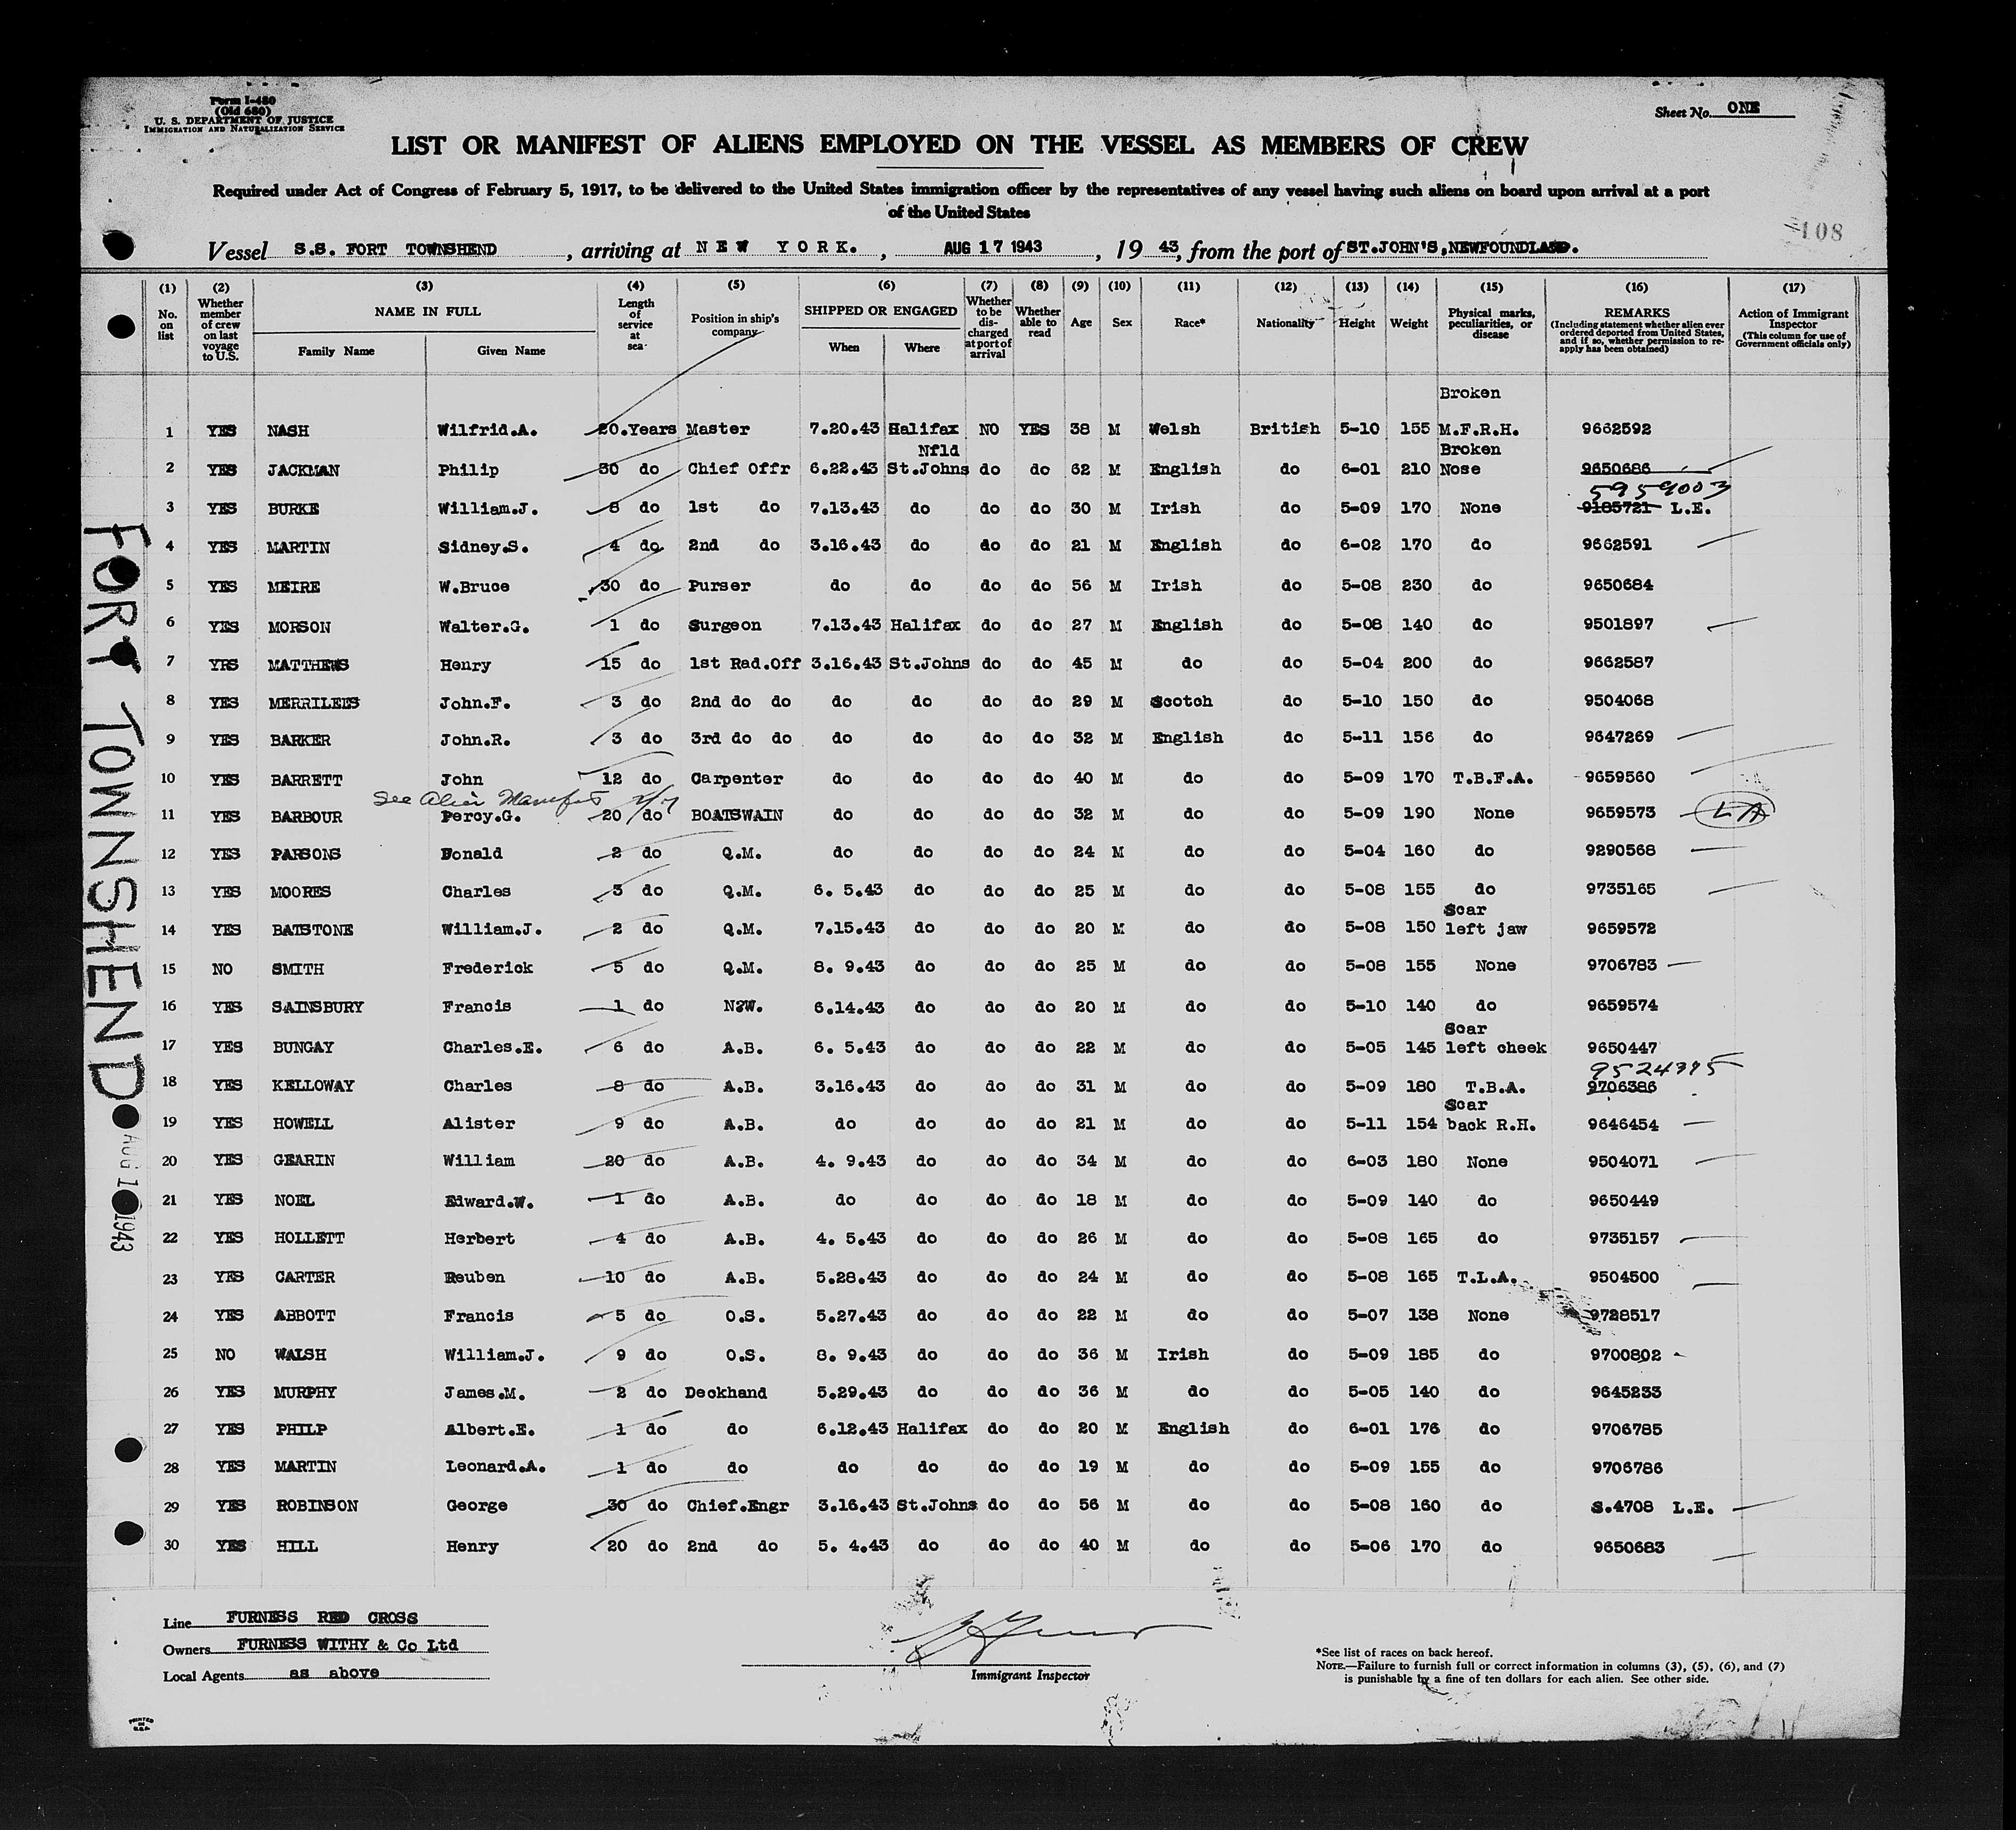 Form I-480
(Old 680)
U. S. DEPARTMENT OF JUSTICE
IMMIGRATION AND NATURALIZATION SERVICE
Sheet No. ONE
LIST OR MANIFEST OF ALIENS EMPLOYED ON THE VESSEL AS MEMBERS OF CREW
Required under Act of Congress of February 5, 1917, to be delivered to the United States immigration officer by the representatives of any vessel having such aliens on board upon arrival at a port
of the United States
108
Vessel S.S. FORT TOWNSHEND, arriving at NEW YORK., AUG 17 1943, 19 43, from the port of ST.JOHN'S,NEWFOUNDLAND.
(1) No. on list (2) Whether member of crew on last voyage to U.S. (3) NAME IN FULL Family Name Given Name (4) Length of service at sea (5) Position in ship's company (6) SHIPPED OR ENGAGED When Where (7) Whether to be discharged at port of arrival (8) Whether able to read (9) Age (10) Sex (11) Race* (12) Nationality (13) Height (14) Weight (15) Physical marks, peculiarities, or disease (16) REMARKS (Including statement whether alien ever ordered deported from United States, and if so, whether permission to re-apply has been obtained) (17) Action of Immigrant Inspector (This column for use of Government officials only)
Broken
1 YES NASH Wilfrid.A. 20.Years Master 7.20.43 Halifax NO YES 38 M Welsh British 5-10 155 M.F.R.H. 9662592
Nfld Broken
2 YES JACKMAN Philip 30 do Chief Offr 6.22.43 St.Johns do do 62 M English do 6-01 210 Nose 9650686
5959003
3 YES BURKE William.J. 8 do 1st do 7.13.43 do do do 30 M Irish do 5-09 170 None 9185721 L.E.
4 YES MARTIN Sidney.S. 4 do 2nd do 3.16.43 do do do 21 M English do 6-02 170 do 9662591
5 YES MEIRE W.Bruce 30 do Purser do do do do 56 M Irish do 5-08 230 do 9650684
6 YES MORSON Walter.G. 1 do Surgeon 7.13.43 Halifax do do 27 M English do 5-08 140 do 9501897
7 YRS MATTHEWS Henry 15 do 1st Rad.Off 3.16.43 St.Johns do do 45 M do do 5-04 200 do 9662587
8 YES MERRILEES John.F. 3 do 2nd do do do do do do 29 M Scotch do 5-10 150 do 9504068
9 YES BARKER John.R. 3 do 3rd do do do do do do 32 M English do 5-11 156 do 9647269
10 YES BARRETT John 12 do Carpenter do do do do 40 M do do 5-09 170 T.B.F.A. 9659560
See Alien Manifest
11 YES BARBOUR Percy.G. 20 do BOATSWAIN do do do do 32 M do do 5-09 190 None 9659573 LA
12 YES PARSONS Donald 2 do Q.M. do do do do 24 M do do 5-04 160 do 9290568
13 YES MOORES Charles 3 do Q.M. 6. 5.43 do do do 25 M do do 5-08 155 do 9735165
Scar
14 YES BATSTONE William.J. 2 do Q.M. 7.15.43 do do do 20 M do do 5-08 150 left jaw 9659572
15 NO SMITH Frederick 5 do Q.M. 8. 9.43 do do do 25 M do do 5-08 155 None 9706783
16 YES SAINSBURY Francis 1 do N?W. 6.14.43 do do do 20 M do do 5-10 140 do 9659574
Scar
17 YES BUNGAY Charles.E. 6 do A.B. 6. 5.43 do do do 22 M do do 5-05 145 left cheek 9650447
18 YES KELLOWAY Charles 8 do A.B. 3.16.43 do do do 31 M do do 5-09 180 T.B.A. 9706386
Scar
19 YES HOWELL Alister 9 do A.B. do do do do 21 M do do 5-11 154 back R.H. 9646454
20 YES GEARIN William 20 do A.B. 4. 9.43 do do do 34 M do do 6-03 180 None 9504071
21 YES NOEL Edward.W. 1 do A.B. do do do do 18 M do do 5-09 140 do 9650449
22 YES HOLLETT Herbert 4 do A.B. 4. 5.43 do do do 26 M do do 5-08 165 do 9735157
23 YES CARTER Reuben 10 do A.B. 5.28.43 do do do 24 M do do 5-08 165 T.L.A. 9504500
24 YES ABBOTT Francis 5 do O.S. 5.27.43 do do do 22 M do do 5-07 138 None 9728517
25 NO WALSH William.J. 9 do O.S. 8. 9.43 do do do 36 M Irish do 5-09 185 do 9700802
26 YES MURPHY James.M. 2 do Deckhand 5.29.43 do do do 36 M do do 5-05 140 do 9645233
27 YES PHILP Albert.E. 1 do do 6.12.43 Halifax do do 20 M English do 6-01 176 do 9706785
28 YES MARTIN Leonard.A. 1 do do do do do do 19 M do do 5-09 155 do 9706786
29 YES ROBINSON George 30 do Chief.Engr 3.16.43 St.Johns do do 56 M do do 5-08 160 do S.4708 L.E.
30 YES HILL Henry 20 do 2nd do 5. 4.43 do do do 40 M do do 5-06 170 do 9650683
FORT TOWNSHEND
Line FURNESS RED CROSS
Owners FURNESS WITHY & Co Ltd
Local Agents as above
Immigrant Inspector
*See list of races on back hereof.
NOTE.—Failure to furnish full or correct information in columns (3), (5), (6), and (7)
is punishable by a fine of ten dollars for each alien. See other side.
PRINTED IN U.S.A.